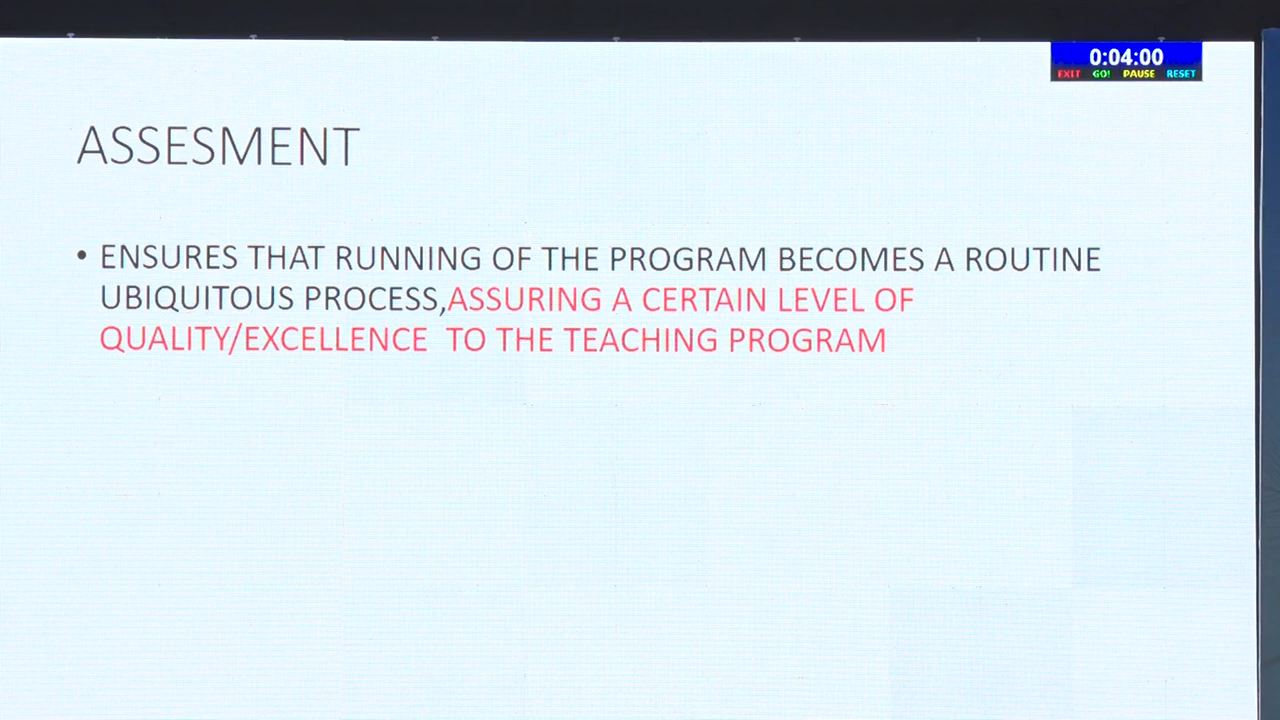 0:04:00
EXIT GO! PAUSE RESET
ASSESMENT
• ENSURES THAT RUNNING OF THE PROGRAM BECOMES A ROUTINE
UBIQUITOUS PROCESS,ASSURING A CERTAIN LEVEL OF
QUALITY/EXCELLENCE TO THE TEACHING PROGRAM